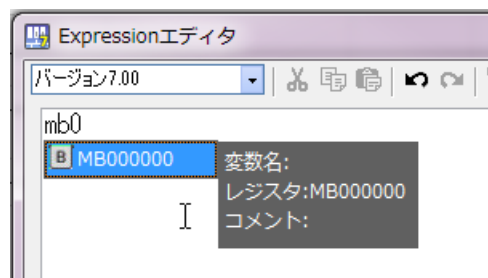 Expressionエディタ
バージョン7.00
mb0
B MB000000
変数名:
レジスタ:MB000000
コメント: